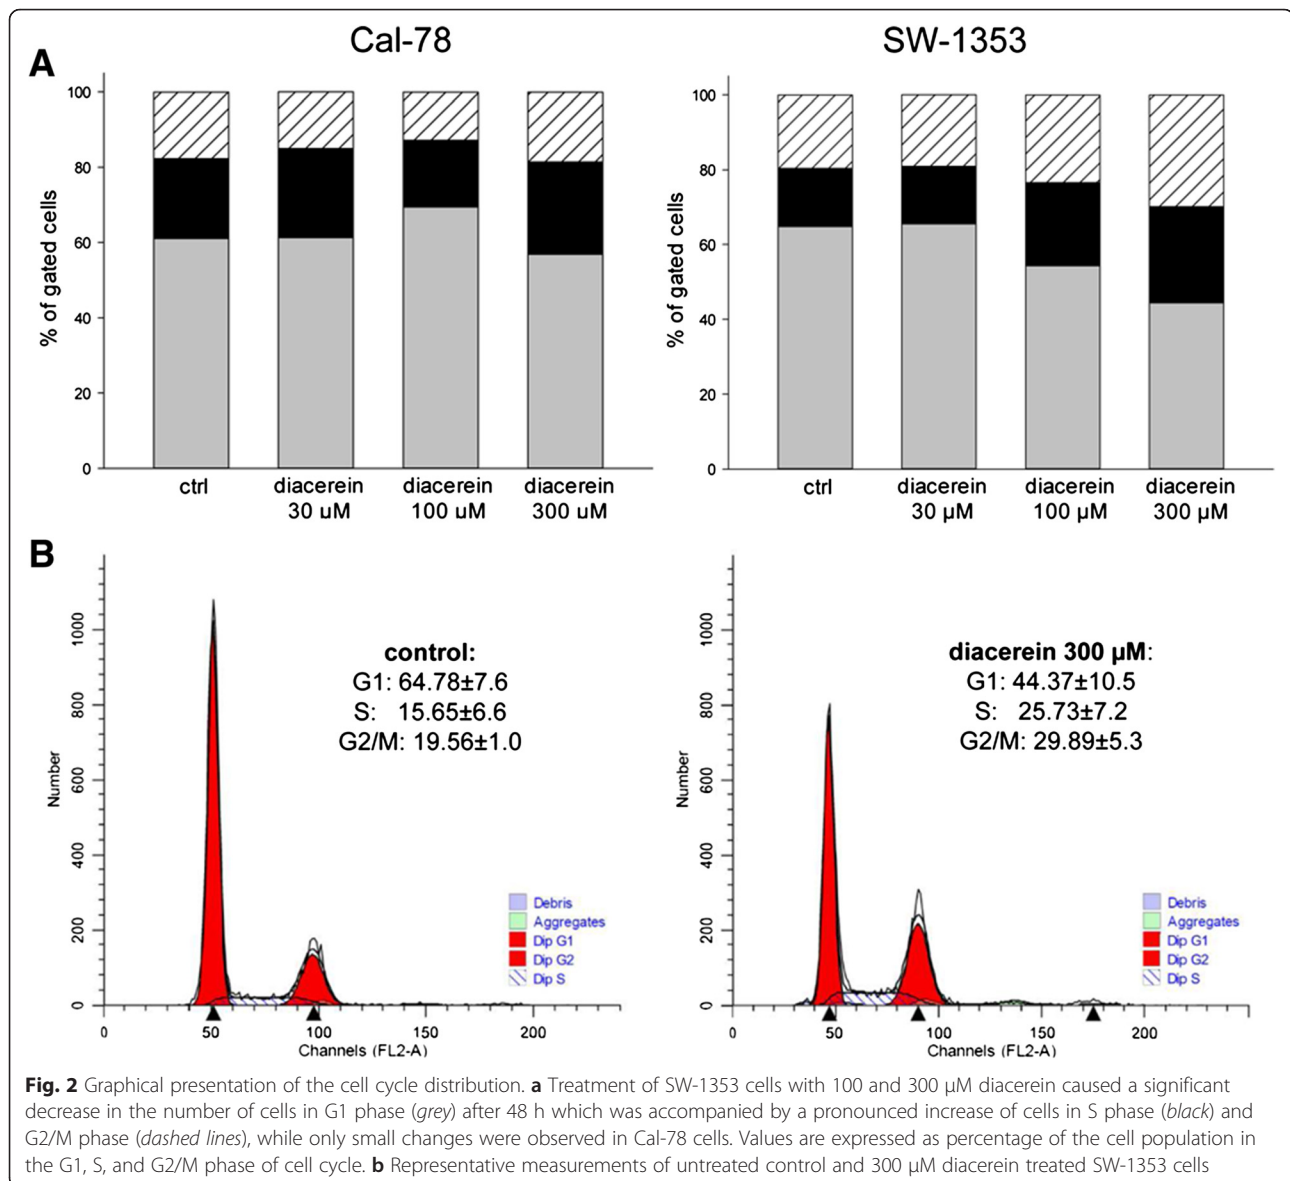 Cal-78
SW-1353
A
% of gated cells
100
80
60
40
20
0
ctrl
diacerein
30 uM
diacerein
100 uM
diacerein
300 uM
% of gated cells
100
80
60
40
20
0
ctrl
diacerein
30 µM
diacerein
100 µM
diacerein
300 µM
B
Number
1000
800
600
400
200
0
control:
G1: 64.78±7.6
S: 15.65±6.6
G2/M: 19.56±1.0
Debris
Aggregates
Dip G1
Dip G2
Dip S
0 50 100 150 200
Channels (FL2-A)
Number
1000
800
600
400
200
0
diacerein 300 µM:
G1: 44.37±10.5
S: 25.73±7.2
G2/M: 29.89±5.3
Debris
Aggregates
Dip G1
Dip G2
Dip S
0 50 100 150 200
Channels (FL2-A)
Fig. 2 Graphical presentation of the cell cycle distribution. a Treatment of SW-1353 cells with 100 and 300 µM diacerein caused a significant
decrease in the number of cells in G1 phase (grey) after 48 h which was accompanied by a pronounced increase of cells in S phase (black) and
G2/M phase (dashed lines), while only small changes were observed in Cal-78 cells. Values are expressed as percentage of the cell population in
the G1, S, and G2/M phase of cell cycle. b Representative measurements of untreated control and 300 µM diacerein treated SW-1353 cells